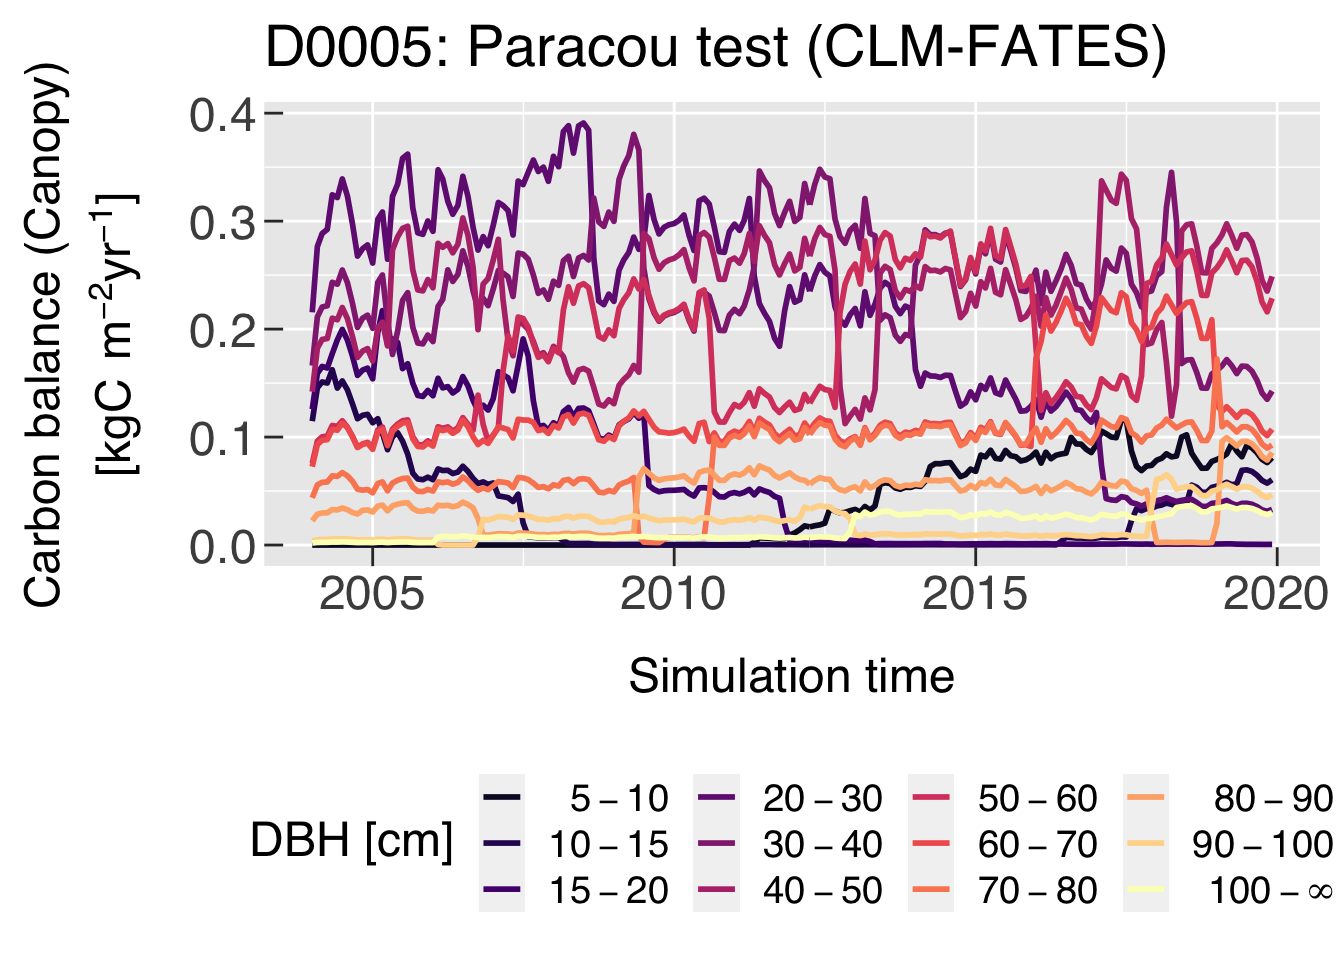 D0005: Paracou test (CLM-FATES)
Carbon balance (Canopy)
[kgC m⁻²yr⁻¹]
0.4
0.3
0.2
0.1
0.0
2005 2010 2015 2020
Simulation time
DBH [cm]
5 – 10 20 – 30 50 – 60 80 – 90
10 – 15 30 – 40 60 – 70 90 – 100
15 – 20 40 – 50 70 – 80 100 – ∞